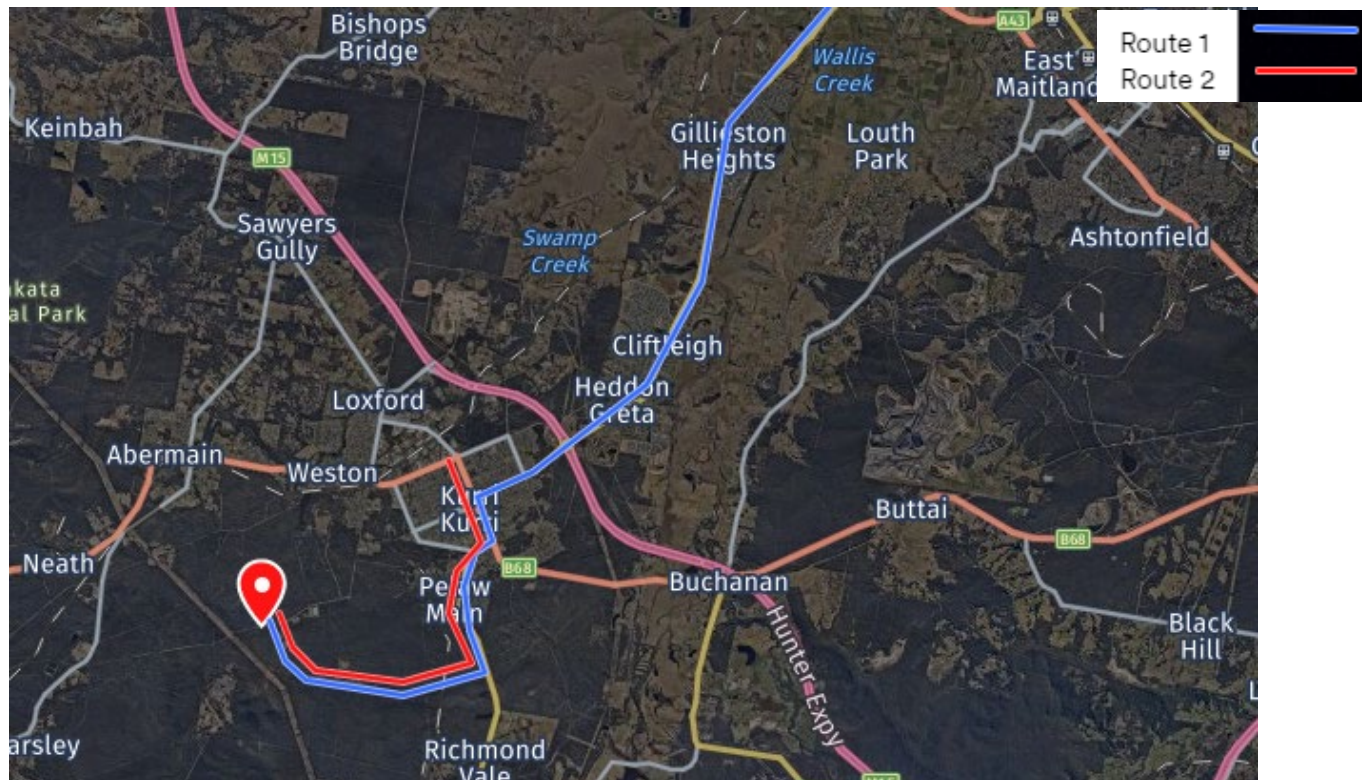 Bishops
Bridge
A43
Wallis
Creek
East
Maitland
Route 1
Route 2
Keinbah
M15
Gillieston
Heights
Louth
Park
Sawyers
Gully
Swamp
Creek
Ashtonfield
kata
al Park
Cliftleigh
Heddon
Greta
Loxford
Abermain
Weston
Kurri
Kurri
Buttai
B68
Neath
B68
Buchanan
Pelaw
Main
Hunter Expy
Black
Hill
arsley
Richmond
Vale